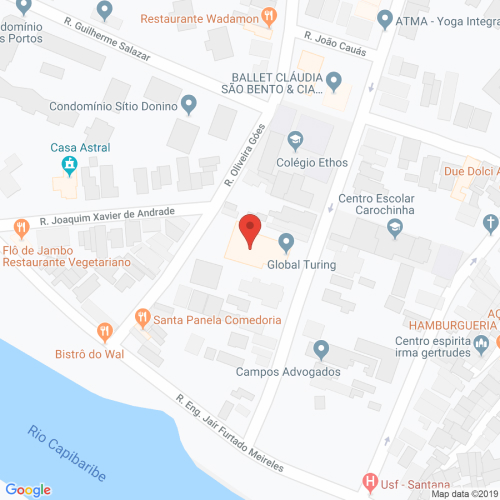 Restaurante Wadamon
ndomínio
os Portos
R. Guilherme Salazar
ATMA - Yoga Integra
R. João Cauás
BALLET CLÁUDIA
SÃO BENTO & CIA...
Condomínio Sítio Donino
R. Oliveira Góes
Casa Astral
Colégio Ethos
Due Dolci A
Centro Escolar
Carochinha
R. Joaquim Xavier de Andrade
Flô de Jambo
Restaurante Vegetariano
Global Turing
Santa Panela Comedoria
AÇ
HAMBURGUERIA
Bistrô do Wal
Centro espirita
irma gertrudes
Campos Advogados
R. Eng. Jair Furtado Meireles
Rio Capibaribe
Usf - Santana
Google
Map data ©2019